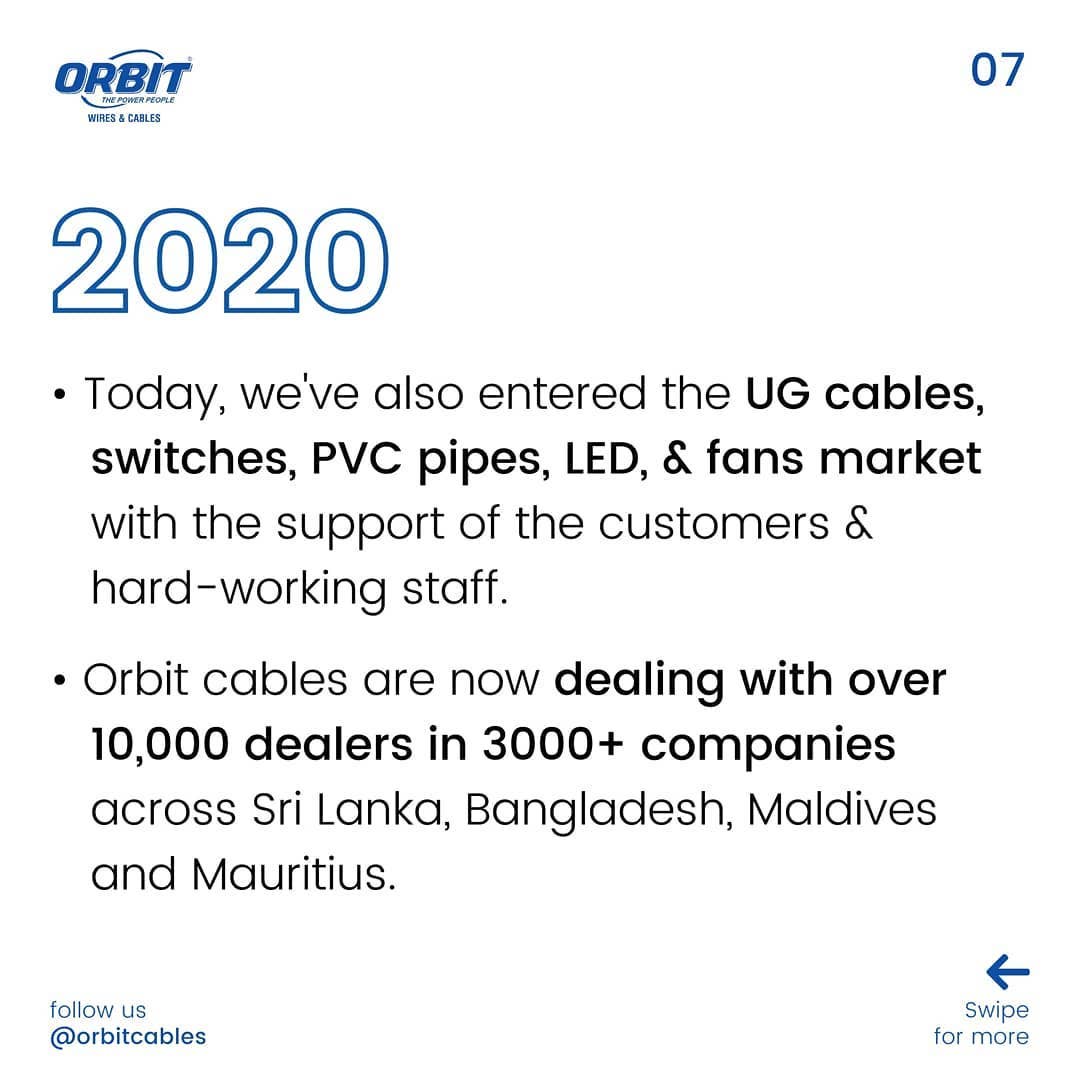 ORBIT®
THE POWER PEOPLE
WIRES & CABLES
07
2020
• Today, we've also entered the UG cables,
switches, PVC pipes, LED, & fans market
with the support of the customers &
hard-working staff.
• Orbit cables are now dealing with over
10,000 dealers in 3000+ companies
across Sri Lanka, Bangladesh, Maldives
and Mauritius.
follow us
@orbitcables
Swipe
for more